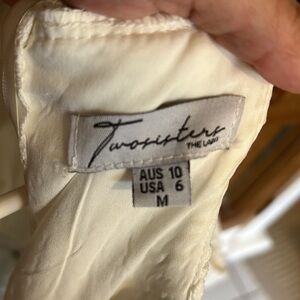 Twosisters
THE LABEL
AUS 10
USA 6
M